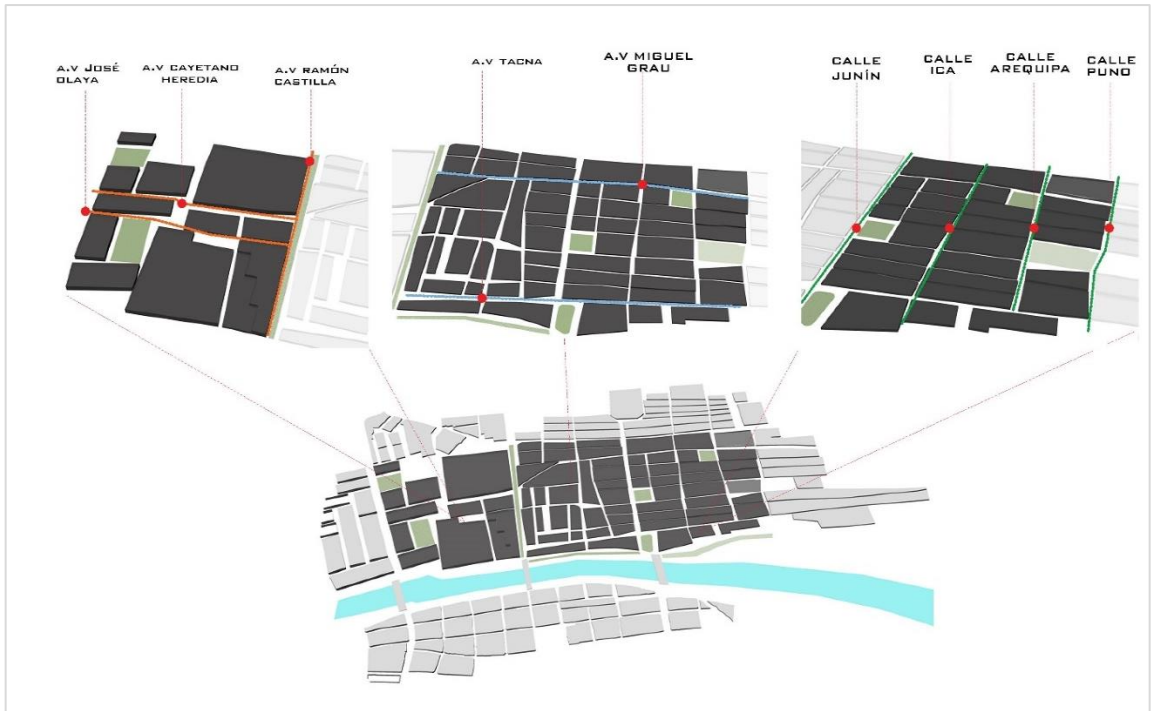 A.V JOSÉ
OLAYA
A.V CAYETANO
HEREDIA
A.V RAMÓN
CASTILLA
A.V TACNA
A.V MIGUEL
GRAU
CALLE
JUNÍN
CALLE
ICA
CALLE
AREQUIPA
CALLE
PUNO